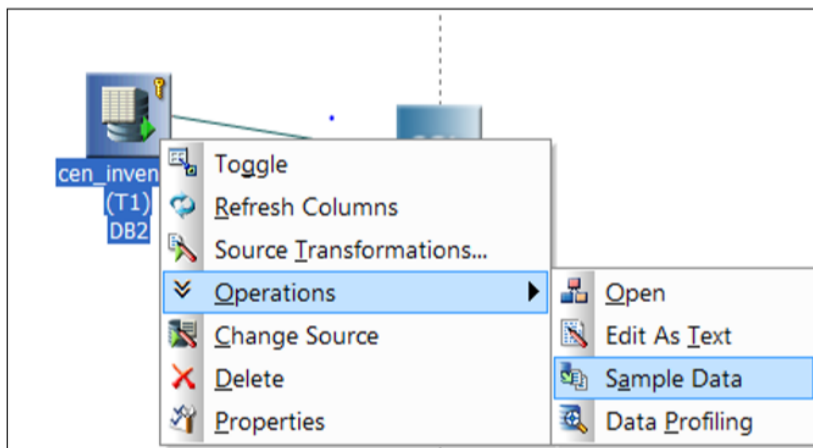 cen_inven
(T1)
DB2
Toggle
Refresh Columns
Source Transformations...
Operations
Change Source
Delete
Properties
Open
Edit As Text
Sample Data
Data Profiling